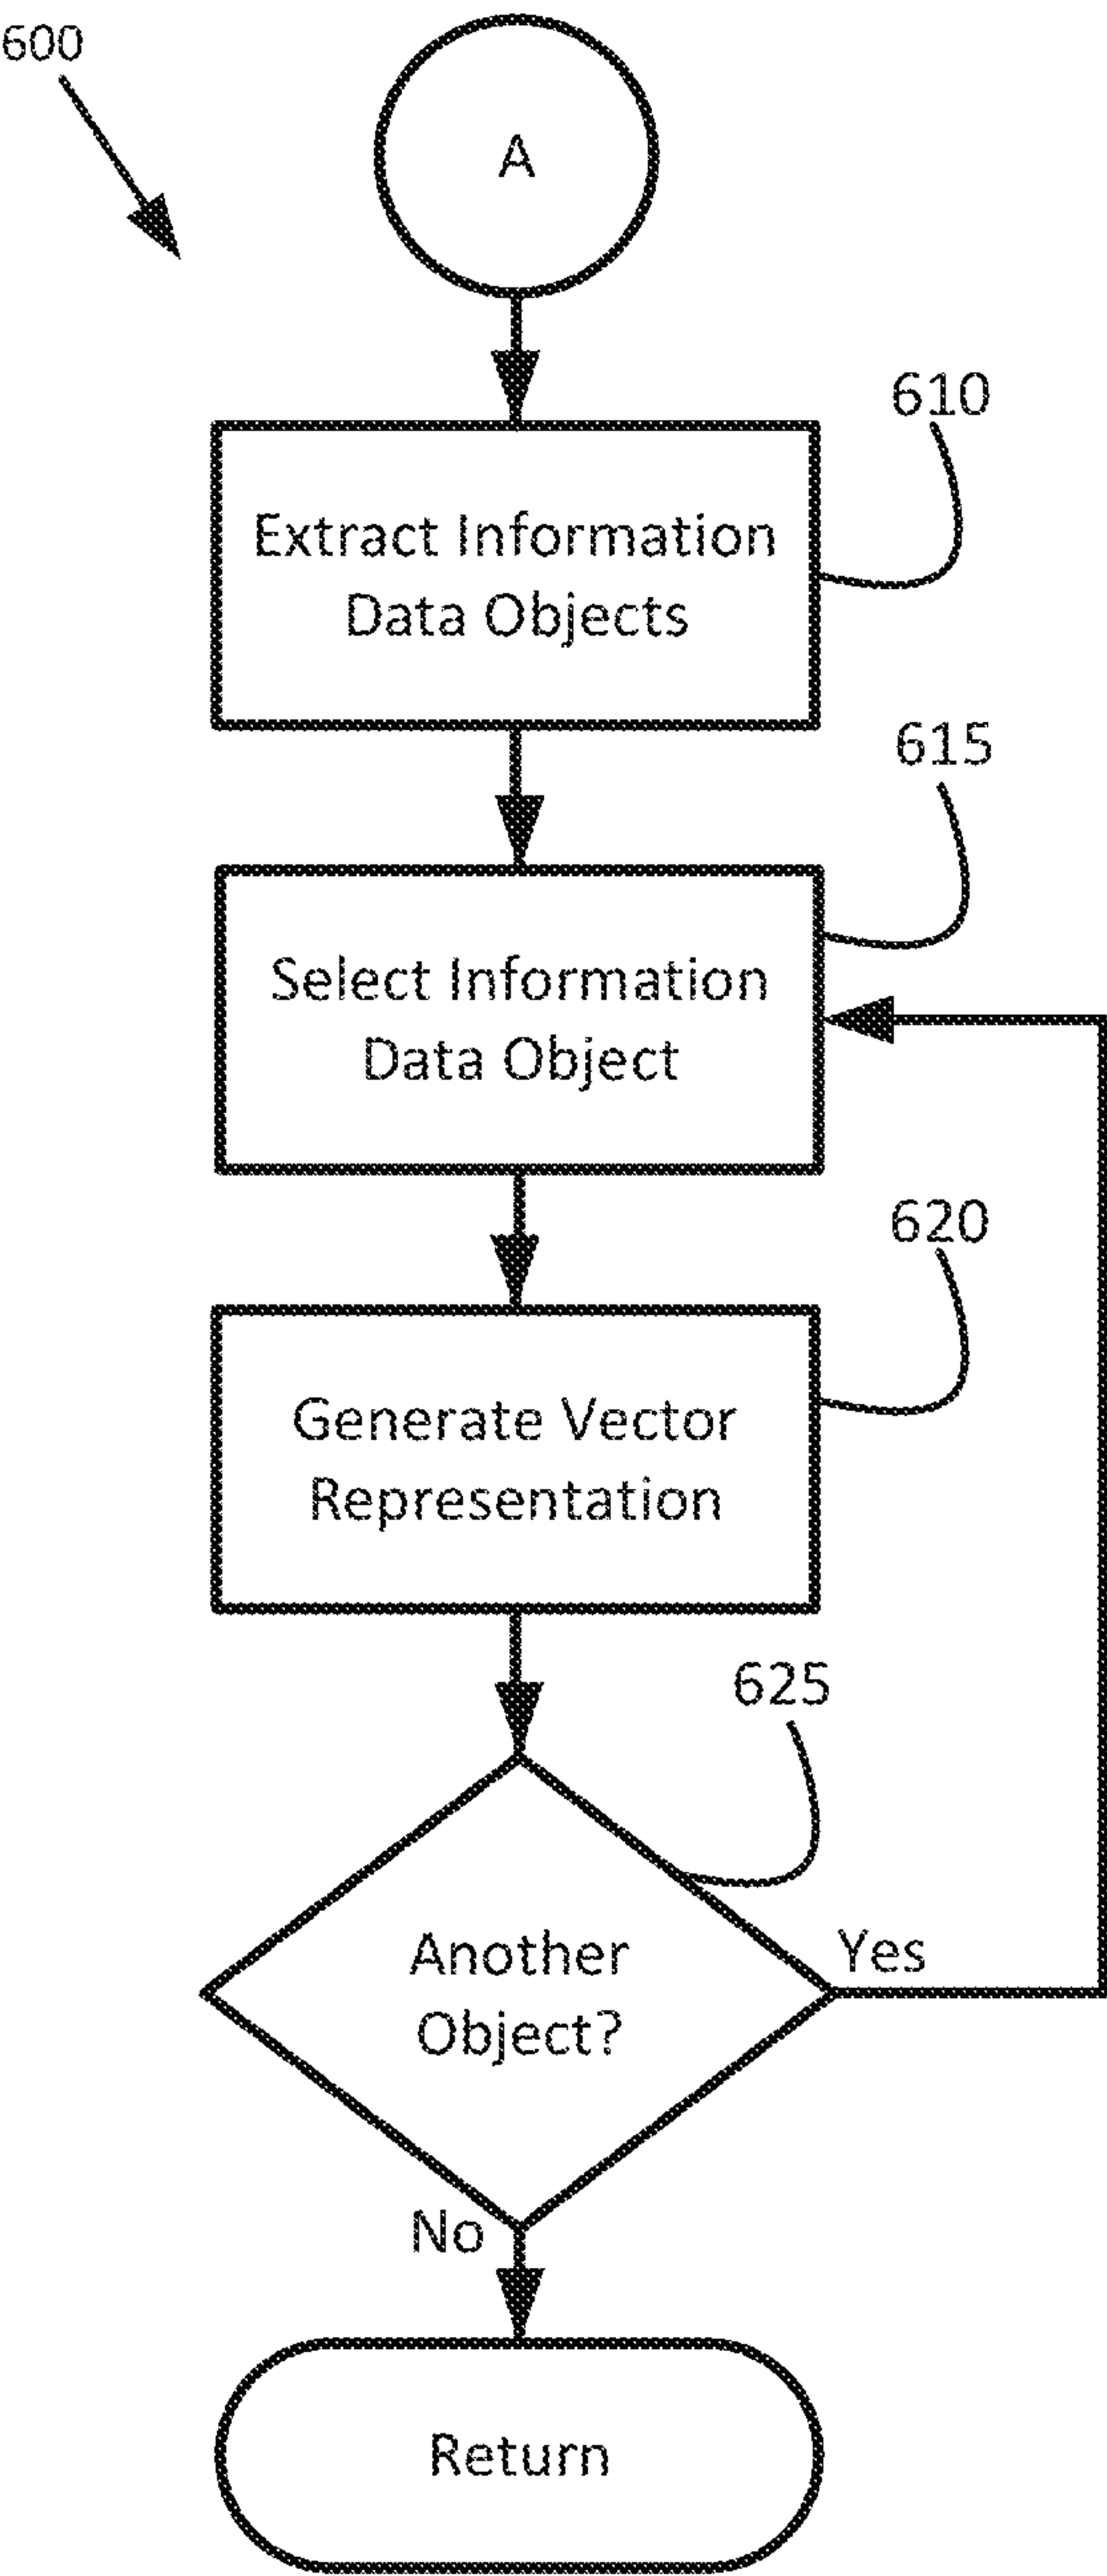 600
A
610
Extract Information
Data Objects
615
Select Information
Data Object
620
Generate Vector
Representation
625
Another
Object?
Yes
No
Return